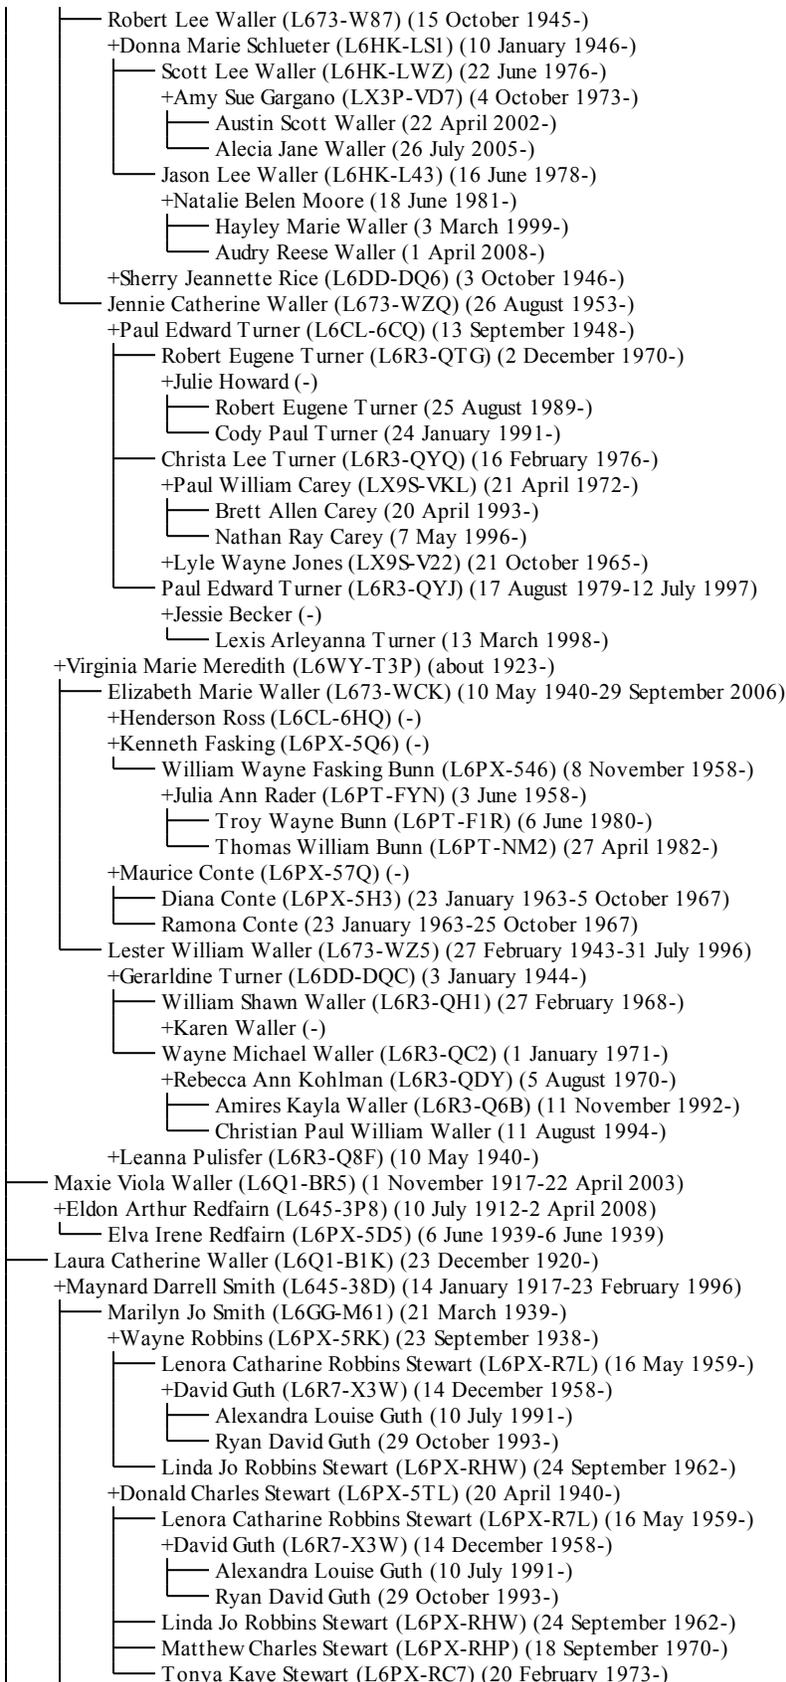 Robert Lee Waller (L673-W87) (15 October 1945-)
+Donna Marie Schlueter (L6HK-LS1) (10 January 1946-)
Scott Lee Waller (L6HK-LWZ) (22 June 1976-)
+Amy Sue Gargano (LX3P-VD7) (4 October 1973-)
Austin Scott Waller (22 April 2002-)
Alecia Jane Waller (26 July 2005-)
Jason Lee Waller (L6HK-L43) (16 June 1978-)
+Natalie Belen Moore (18 June 1981-)
Hayley Marie Waller (3 March 1999-)
Audry Reese Waller (1 April 2008-)
+Sherry Jeannette Rice (L6DD-DQ6) (3 October 1946-)
Jennie Catherine Waller (L673-WZQ) (26 August 1953-)
+Paul Edward Turner (L6CL-6CQ) (13 September 1948-)
Robert Eugene Turner (L6R3-QTG) (2 December 1970-)
+Julie Howard (-)
Robert Eugene Turner (25 August 1989-)
Cody Paul Turner (24 January 1991-)
Christa Lee Turner (L6R3-QYQ) (16 February 1976-)
+Paul William Carey (LX9S-VKL) (21 April 1972-)
Brett Allen Carey (20 April 1993-)
Nathan Ray Carey (7 May 1996-)
+Lyle Wayne Jones (LX9S-V22) (21 October 1965-)
Paul Edward Turner (L6R3-QYJ) (17 August 1979-12 July 1997)
+Jessie Becker (-)
Lexis Arleyanna Turner (13 March 1998-)
+Virginia Marie Meredith (L6WY-T3P) (about 1923-)
Elizabeth Marie Waller (L673-WCK) (10 May 1940-29 September 2006)
+Henderson Ross (L6CL-6HQ) (-)
+Kenneth Fasking (L6PX-5Q6) (-)
William Wayne Fasking Bunn (L6PX-546) (8 November 1958-)
+Julia Ann Rader (L6PT-FYN) (3 June 1958-)
Troy Wayne Bunn (L6PT-F1R) (6 June 1980-)
Thomas William Bunn (L6PT-NM2) (27 April 1982-)
+Maurice Conte (L6PX-57Q) (-)
Diana Conte (L6PX-5H3) (23 January 1963-5 October 1967)
Ramona Conte (23 January 1963-25 October 1967)
Lester William Waller (L673-WZ5) (27 February 1943-31 July 1996)
+Gerarldine Turner (L6DD-DQC) (3 January 1944-)
William Shawn Waller (L6R3-QH1) (27 February 1968-)
+Karen Waller (-)
Wayne Michael Waller (L6R3-QC2) (1 January 1971-)
+Rebecca Ann Kohlman (L6R3-QDY) (5 August 1970-)
Amires Kayla Waller (L6R3-Q6B) (11 November 1992-)
Christian Paul William Waller (11 August 1994-)
+Leanna Pulisfer (L6R3-Q8F) (10 May 1940-)
Maxie Viola Waller (L6Q1-BR5) (1 November 1917-22 April 2003)
+Eldon Arthur Redfairn (L645-3P8) (10 July 1912-2 April 2008)
Elva Irene Redfairn (L6PX-5D5) (6 June 1939-6 June 1939)
Laura Catherine Waller (L6Q1-B1K) (23 December 1920-)
+Maynard Darrell Smith (L645-38D) (14 January 1917-23 February 1996)
Marilyn Jo Smith (L6GG-M61) (21 March 1939-)
+Wayne Robbins (L6PX-5RK) (23 September 1938-)
Lenora Catharine Robbins Stewart (L6PX-R7L) (16 May 1959-)
+David Guth (L6R7-X3W) (14 December 1958-)
Alexandra Louise Guth (10 July 1991-)
Ryan David Guth (29 October 1993-)
Linda Jo Robbins Stewart (L6PX-RHW) (24 September 1962-)
+Donald Charles Stewart (L6PX-5TL) (20 April 1940-)
Lenora Catharine Robbins Stewart (L6PX-R7L) (16 May 1959-)
+David Guth (L6R7-X3W) (14 December 1958-)
Alexandra Louise Guth (10 July 1991-)
Ryan David Guth (29 October 1993-)
Linda Jo Robbins Stewart (L6PX-RHW) (24 September 1962-)
Matthew Charles Stewart (L6PX-RHP) (18 September 1970-)
Tonya Kaye Stewart (L6PX-RC7) (20 February 1973-)